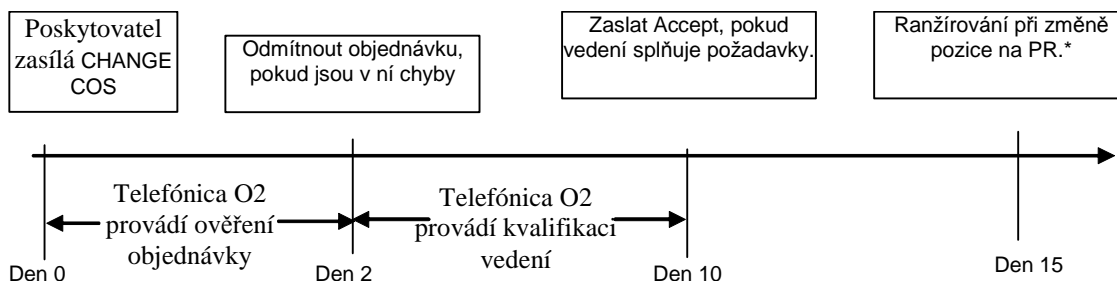 Poskytovatel
zasílá CHANGE
COS
Odmítnout objednávku,
pokud jsou v ní chyby
Zaslat Accept, pokud
vedení splňuje požadavky.
Ranžírování při změně
pozice na PR.*
Telefónica O2
provádí ověření
objednávky
Telefónica O2
provádí kvalifikaci
vedení
Den 0
Den 2
Den 10
Den 15